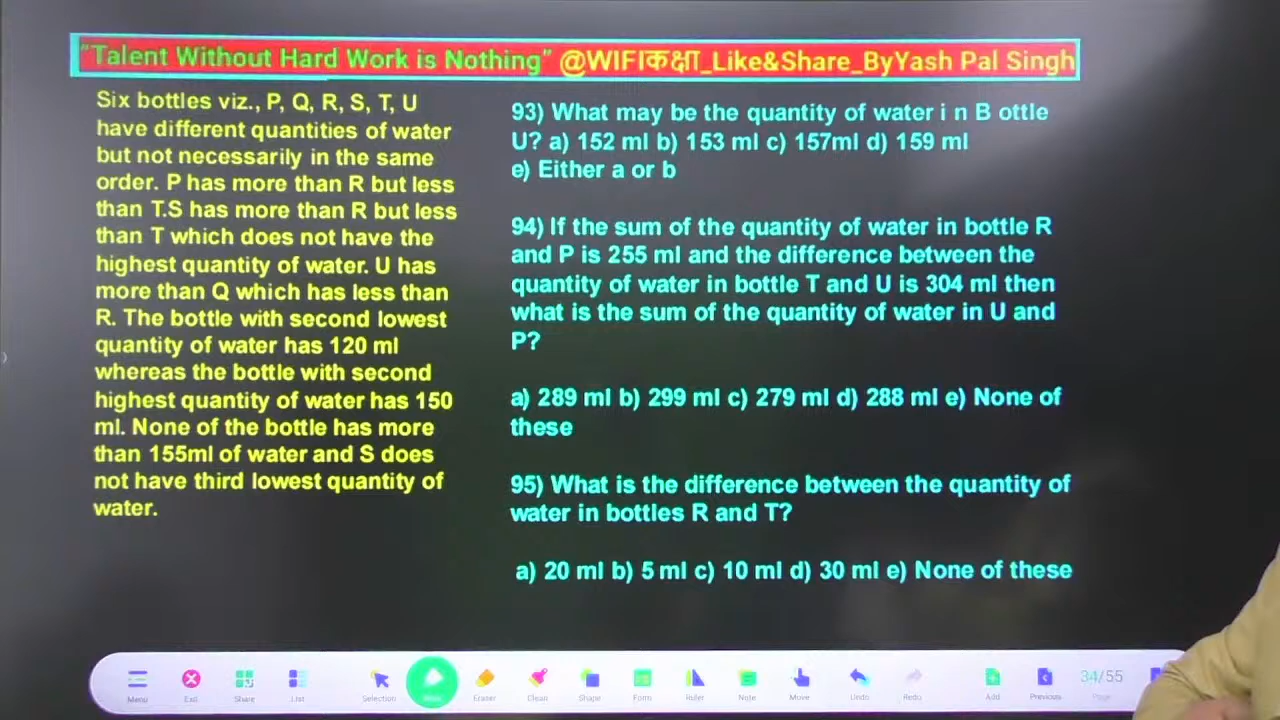 "Talent Without Hard Work is Nothing" @WIFIकक्षा_Like&Share_ByYash Pal Singh
Six bottles viz., P, Q, R, S, T, U
have different quantities of water
but not necessarily in the same
order. P has more than R but less
than T.S has more than R but less
than T which does not have the
highest quantity of water. U has
more than Q which has less than
R. The bottle with second lowest
quantity of water has 120 ml
whereas the bottle with second
highest quantity of water has 150
ml. None of the bottle has more
than 155ml of water and S does
not have third lowest quantity of
water.
93) What may be the quantity of water i n B ottle
U? a) 152 ml b) 153 ml c) 157ml d) 159 ml
e) Either a or b
94) If the sum of the quantity of water in bottle R
and P is 255 ml and the difference between the
quantity of water in bottle T and U is 304 ml then
what is the sum of the quantity of water in U and
P?
a) 289 ml b) 299 ml c) 279 ml d) 288 ml e) None of
these
95) What is the difference between the quantity of
water in bottles R and T?
a) 20 ml b) 5 ml c) 10 ml d) 30 ml e) None of these
Menu Exit Share List Selection Eraser Clean Shape Form Ruler Note Move Undo Redo Add Previous 34/55 Page